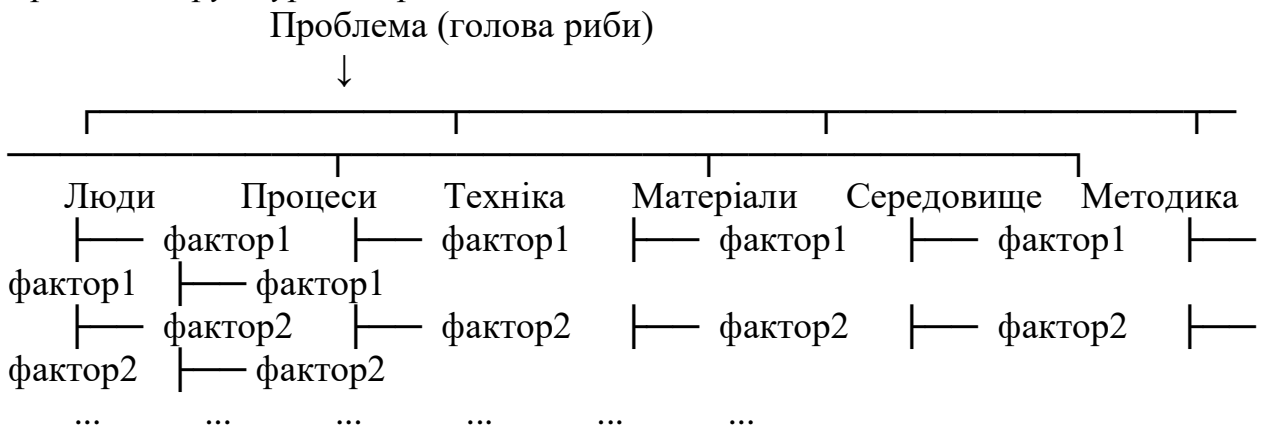 Проблема (голова риби)
↓
┌──────────┬──────────┬──────────┬─
──────────┬──────────┬──────────┐
Люди Процеси Техніка Матеріали Середовище Методика
├── фактор1 ├── фактор1 ├── фактор1 ├── фактор1 ├──
фактор1 ├── фактор1
├── фактор2 ├── фактор2 ├── фактор2 ├── фактор2 ├──
фактор2 ├── фактор2
... ... ... ... ... ...